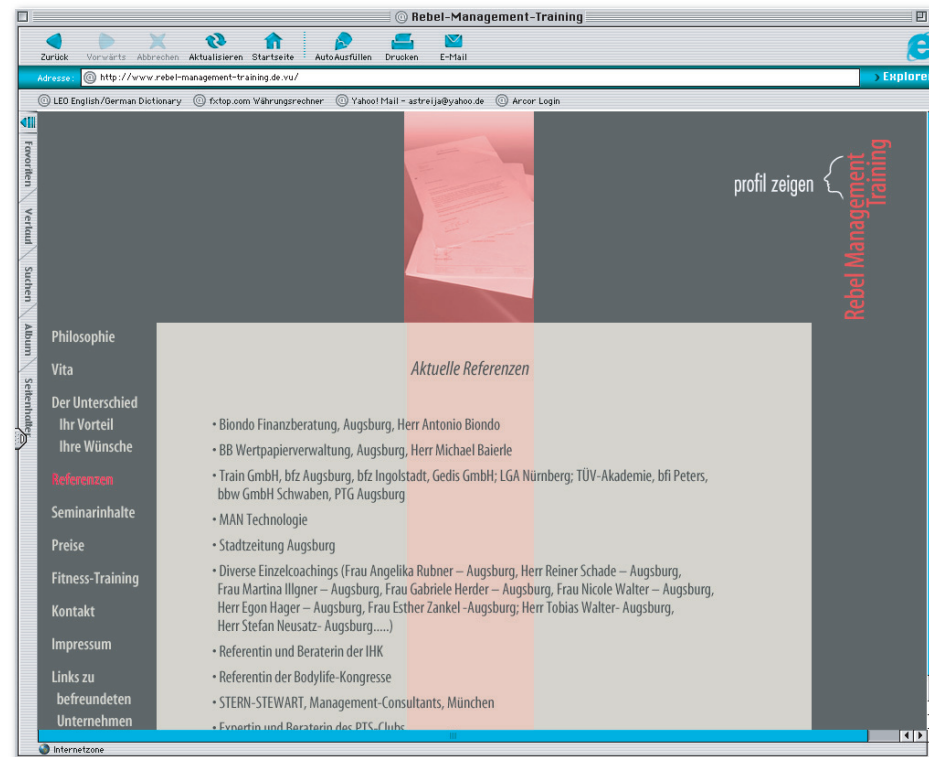 @ Rebel-Management-Training
Zurück Vorwärts Abbrechen Aktualisieren Startseite AutoAusfüllen Drucken E-Mail
Adresse: @ http://www.rebel-management-training.de.vu/
Explorer
@ LEO English/German Dictionary @ fxtop.com Währungsrechner @ Yahoo! Mail - astreija@yahoo.de @ Arcor Login
Favoriten
Verlauf
Suchen
Album
Seitenhalter
profil zeigen
Rebel Management
Training
Philosophie
Vita
Der Unterschied
Ihr Vorteil
Ihre Wünsche
Referenzen
Seminarinhalte
Preise
Fitness-Training
Kontakt
Impressum
Links zu
befreundeten
Unternehmen
Aktuelle Referenzen
• Biondo Finanzberatung, Augsburg, Herr Antonio Biondo
• BB Wertpapierverwaltung, Augsburg, Herr Michael Baierle
• Train GmbH, bfz Augsburg, bfz Ingolstadt, Gedis GmbH; LGA Nürnberg; TÜV-Akademie, bfi Peters,
bbw GmbH Schwaben, PTG Augsburg
• MAN Technologie
• Stadtzeitung Augsburg
• Diverse Einzelcoachings (Frau Angelika Rubner – Augsburg, Herr Reiner Schade – Augsburg,
Frau Martina Illgner – Augsburg, Frau Gabriele Herder – Augsburg, Frau Nicole Walter – Augsburg,
Herr Egon Hager – Augsburg, Frau Esther Zankel -Augsburg; Herr Tobias Walter- Augsburg,
Herr Stefan Neusatz- Augsburg.....)
• Referentin und Beraterin der IHK
• Referentin der Bodylife-Kongresse
• STERN-STEWART, Management-Consultants, München
• Expertin und Beraterin des PTS-Clubs
Internetzone